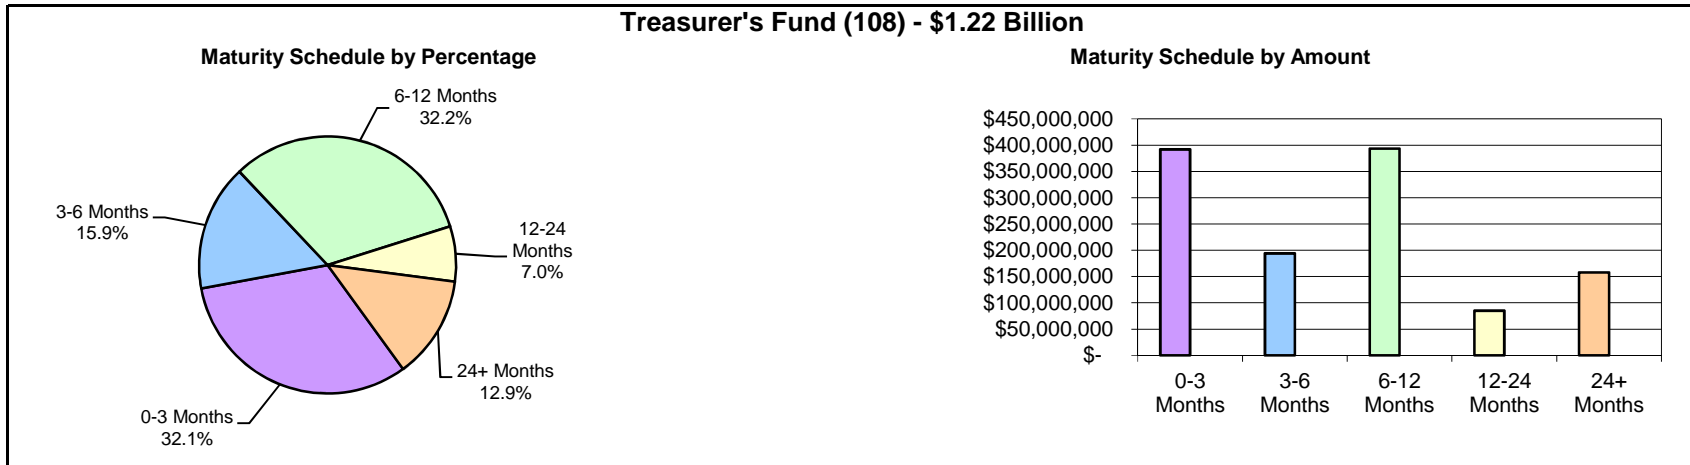 Treasurer's Fund (108) - $1.22 Billion
Maturity Schedule by Percentage
6-12 Months
32.2%
3-6 Months
15.9%
12-24
Months
7.0%
24+ Months
12.9%
0-3 Months
32.1%
Maturity Schedule by Amount
$450,000,000
$400,000,000
$350,000,000
$300,000,000
$250,000,000
$200,000,000
$150,000,000
$100,000,000
$50,000,000
$-
0-3 3-6 6-12 12-24 24+
Months Months Months Months Months